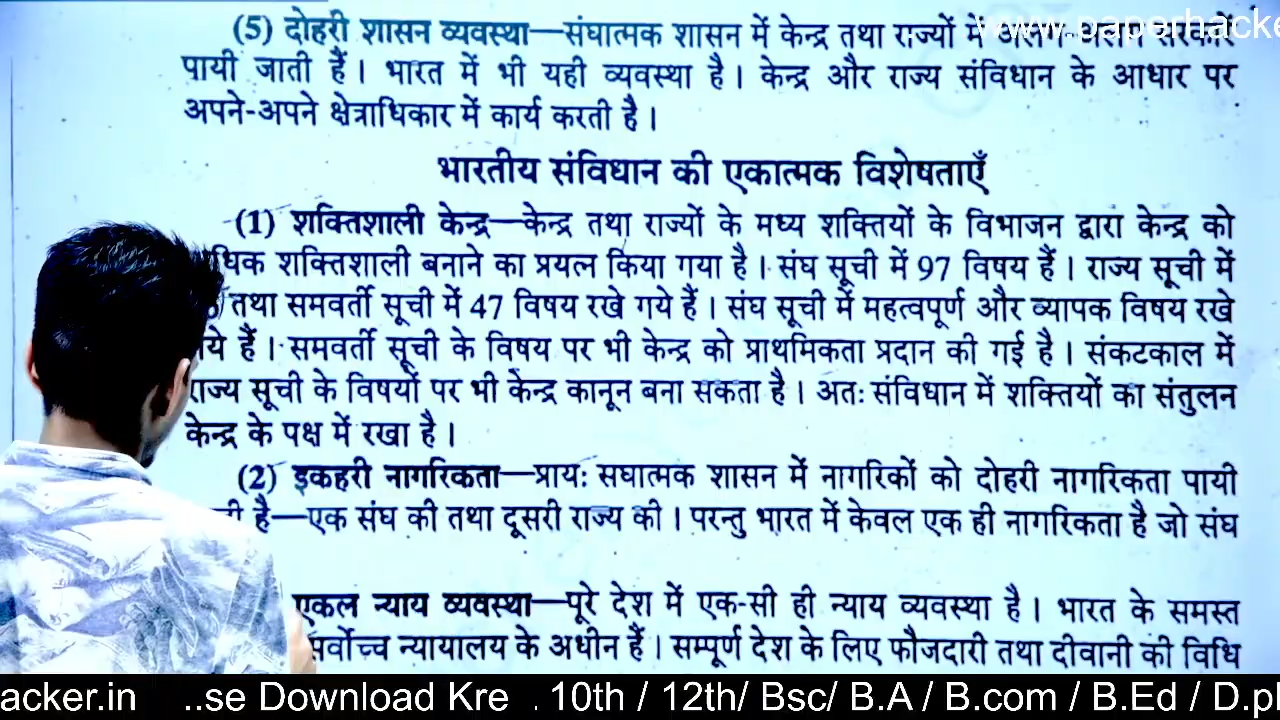 (5) दोहरी शासन व्यवस्था—संघात्मक शासन में केन्द्र तथा राज्यों में
www.paperhacke
पायी जाती हैं। भारत में भी यही व्यवस्था है। केन्द्र और राज्य संविधान के आधार पर
अपने-अपने क्षेत्राधिकार में कार्य करती है।
भारतीय संविधान की एकात्मक विशेषताएँ
(1) शक्तिशाली केन्द्र—केन्द्र तथा राज्यों के मध्य शक्तियों के विभाजन द्वारा केन्द्र को
धिक शक्तिशाली बनाने का प्रयत्न किया गया है। संघ सूची में 97 विषय हैं। राज्य सूची में
तथा समवर्ती सूची में 47 विषय रखे गये हैं। संघ सूची में महत्वपूर्ण और व्यापक विषय रखे
ये हैं। समवर्ती सूची के विषय पर भी केन्द्र को प्राथमिकता प्रदान की गई है। संकटकाल में
राज्य सूची के विषयों पर भी केन्द्र कानून बना सकता है। अतः संविधान में शक्तियों का संतुलन
केन्द्र के पक्ष में रखा है।
(2) इकहरी नागरिकता—प्रायः सघात्मक शासन में नागरिकों को दोहरी नागरिकता पायी
है—एक संघ की तथा दूसरी राज्य की। परन्तु भारत में केवल एक ही नागरिकता है जो संघ
एकल न्याय व्यवस्था—पूरे देश में एक-सी ही न्याय व्यवस्था है। भारत के समस्त
सर्वोच्च न्यायालय के अधीन हैं। सम्पूर्ण देश के लिए फौजदारी तथा दीवानी की विधि
acker.in ..se Download Kre . 10th / 12th/ Bsc/ B.A / B.com / B.Ed / D.pl